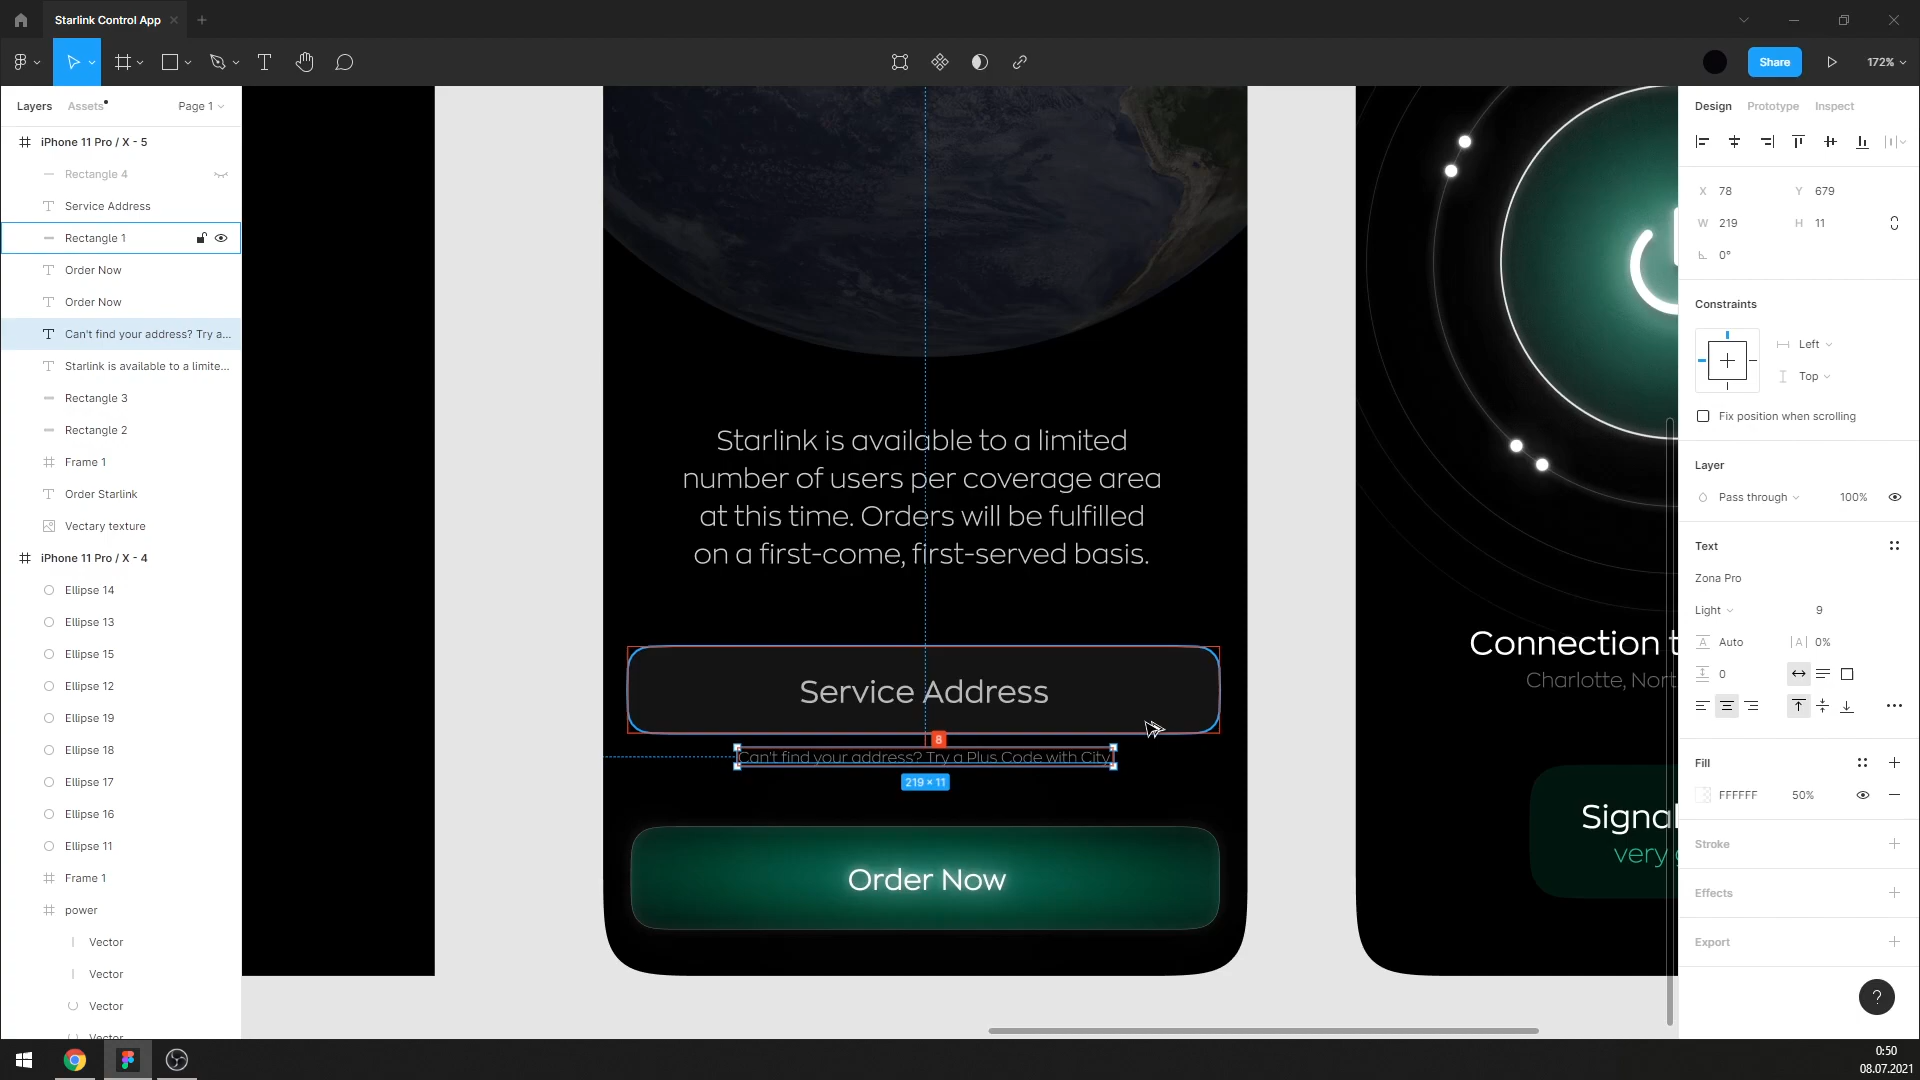 Starlink Control App
Share
172%
Layers
Assets
Page 1
iPhone 11 Pro / X - 5
Rectangle 4
Service Address
Rectangle 1
Order Now
Order Now
Can't find your address? Try a...
Starlink is available to a limite...
Rectangle 3
Rectangle 2
Frame 1
Order Starlink
Vectary texture
iPhone 11 Pro / X - 4
Ellipse 14
Ellipse 13
Ellipse 15
Ellipse 12
Ellipse 19
Ellipse 18
Ellipse 17
Ellipse 16
Ellipse 11
Frame 1
power
Vector
Vector
Vector
Vector
Starlink is available to a limited
number of users per coverage area
at this time. Orders will be fulfilled
on a first-come, first-served basis.
Service Address
8
Can't find your address? Try a Plus Code with City
219 × 11
Order Now
Connection t
Charlotte, Nort
Signal
very
Design
Prototype
Inspect
X 78
Y 679
W 219
H 11
0°
Constraints
Left
Top
Fix position when scrolling
Layer
Pass through
100%
Text
Zona Pro
Light
9
A Auto
|A| 0%
0
Fill
FFFFFF
50%
Stroke
Effects
Export
?
0:50
08.07.2021